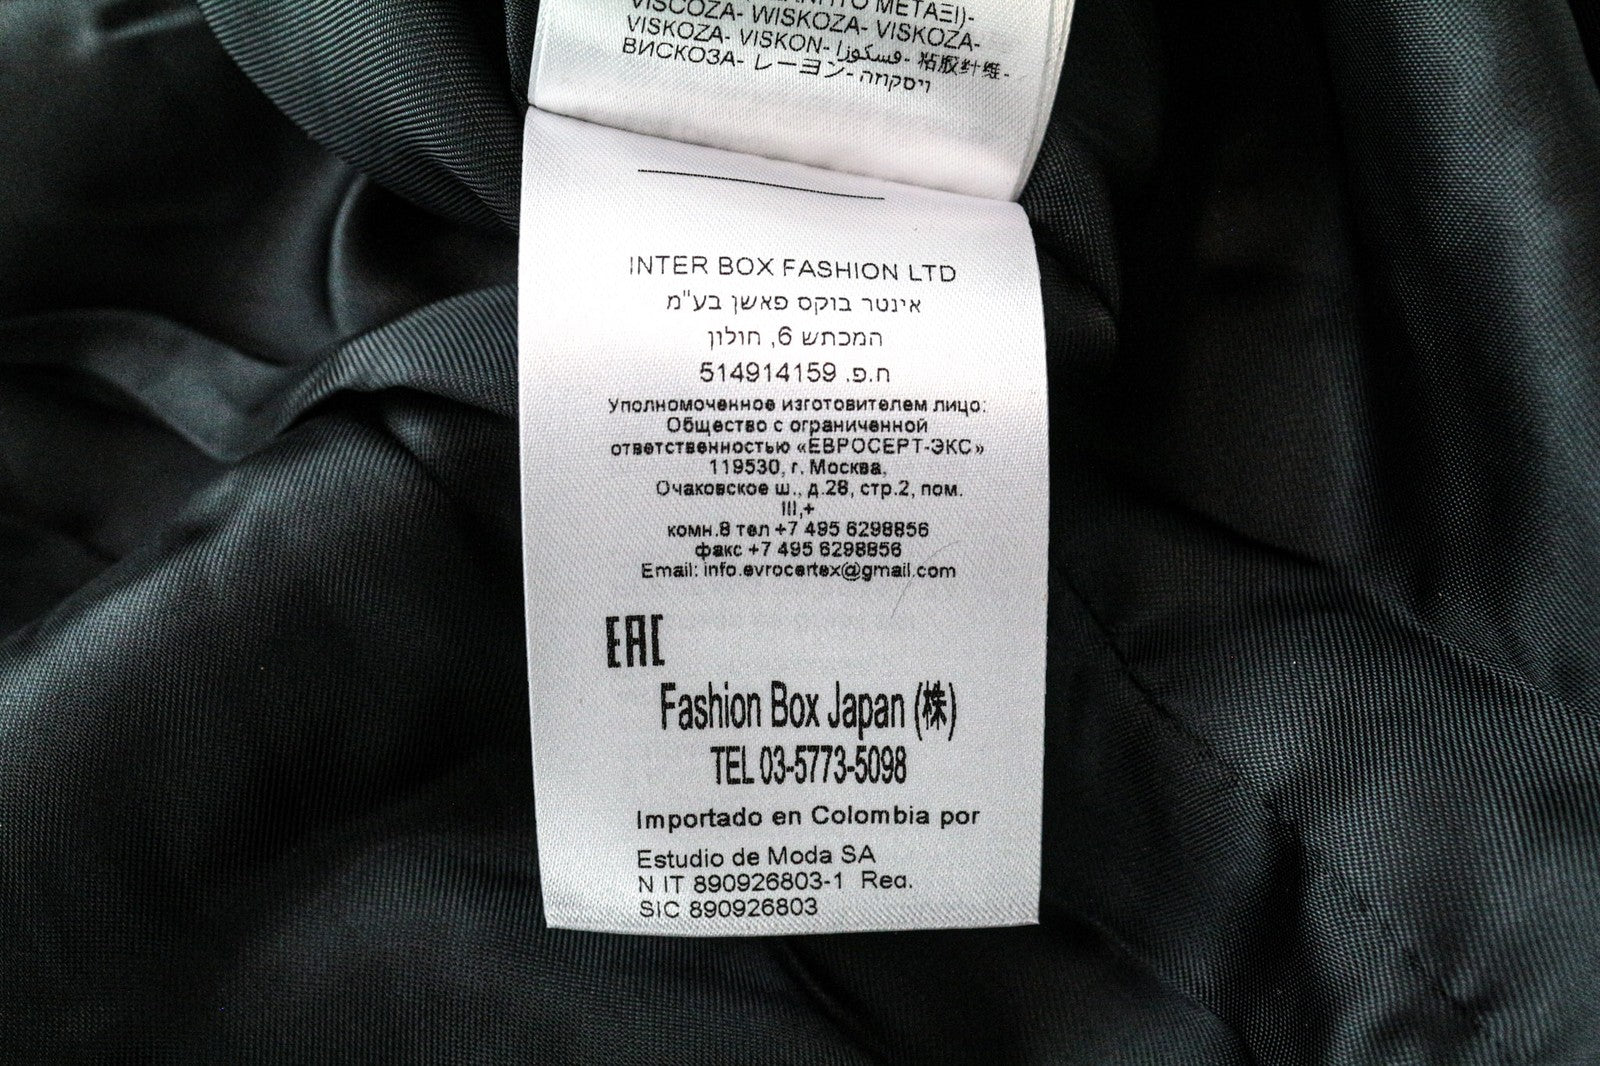 VISCOZA- WISKOZA- VISKOZA-
VISKOZA- VISKON- فسكوزا- 粘胶纤维-
ВИСКОЗА- レーヨン- ויסקוזה
INTER BOX FASHION LTD
אינטר בוקס פאשן בע"מ
המכתש 6, חולון
ח.פ. 514914159
Уполномоченное изготовителем лицо:
Общество с ограниченной
ответственностью «ЕВРОСЕРТ-ЭКС»
119530, г. Москва,
Очаковское ш., д.28, стр.2, пом.
III,+
комн.8 тел +7 495 6298856
факс +7 495 6298856
Email: info.evrocertex@gmail.com
EAC
Fashion Box Japan (株)
TEL 03-5773-5098
Importado en Colombia por
Estudio de Moda SA
N IT 890926803-1 Reg.
SIC 890926803